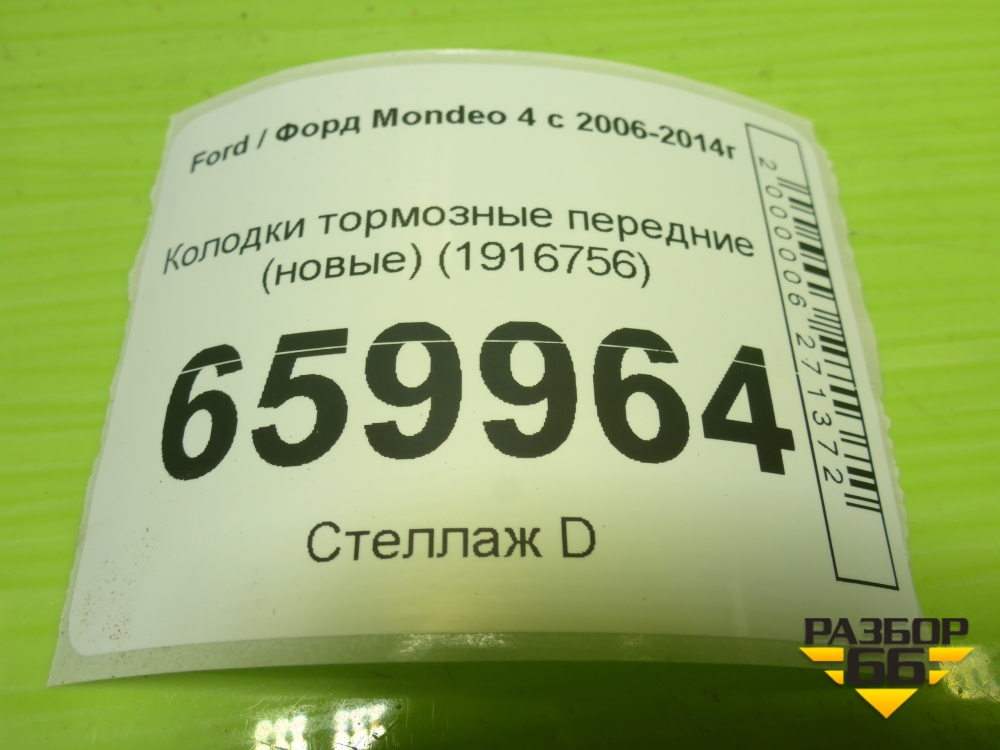 Ford / Форд Mondeo 4 с 2006-2014г
Колодки тормозные передние
(новые) (1916756)
659964
Стеллаж D
2000006271372
РАЗБОР
66